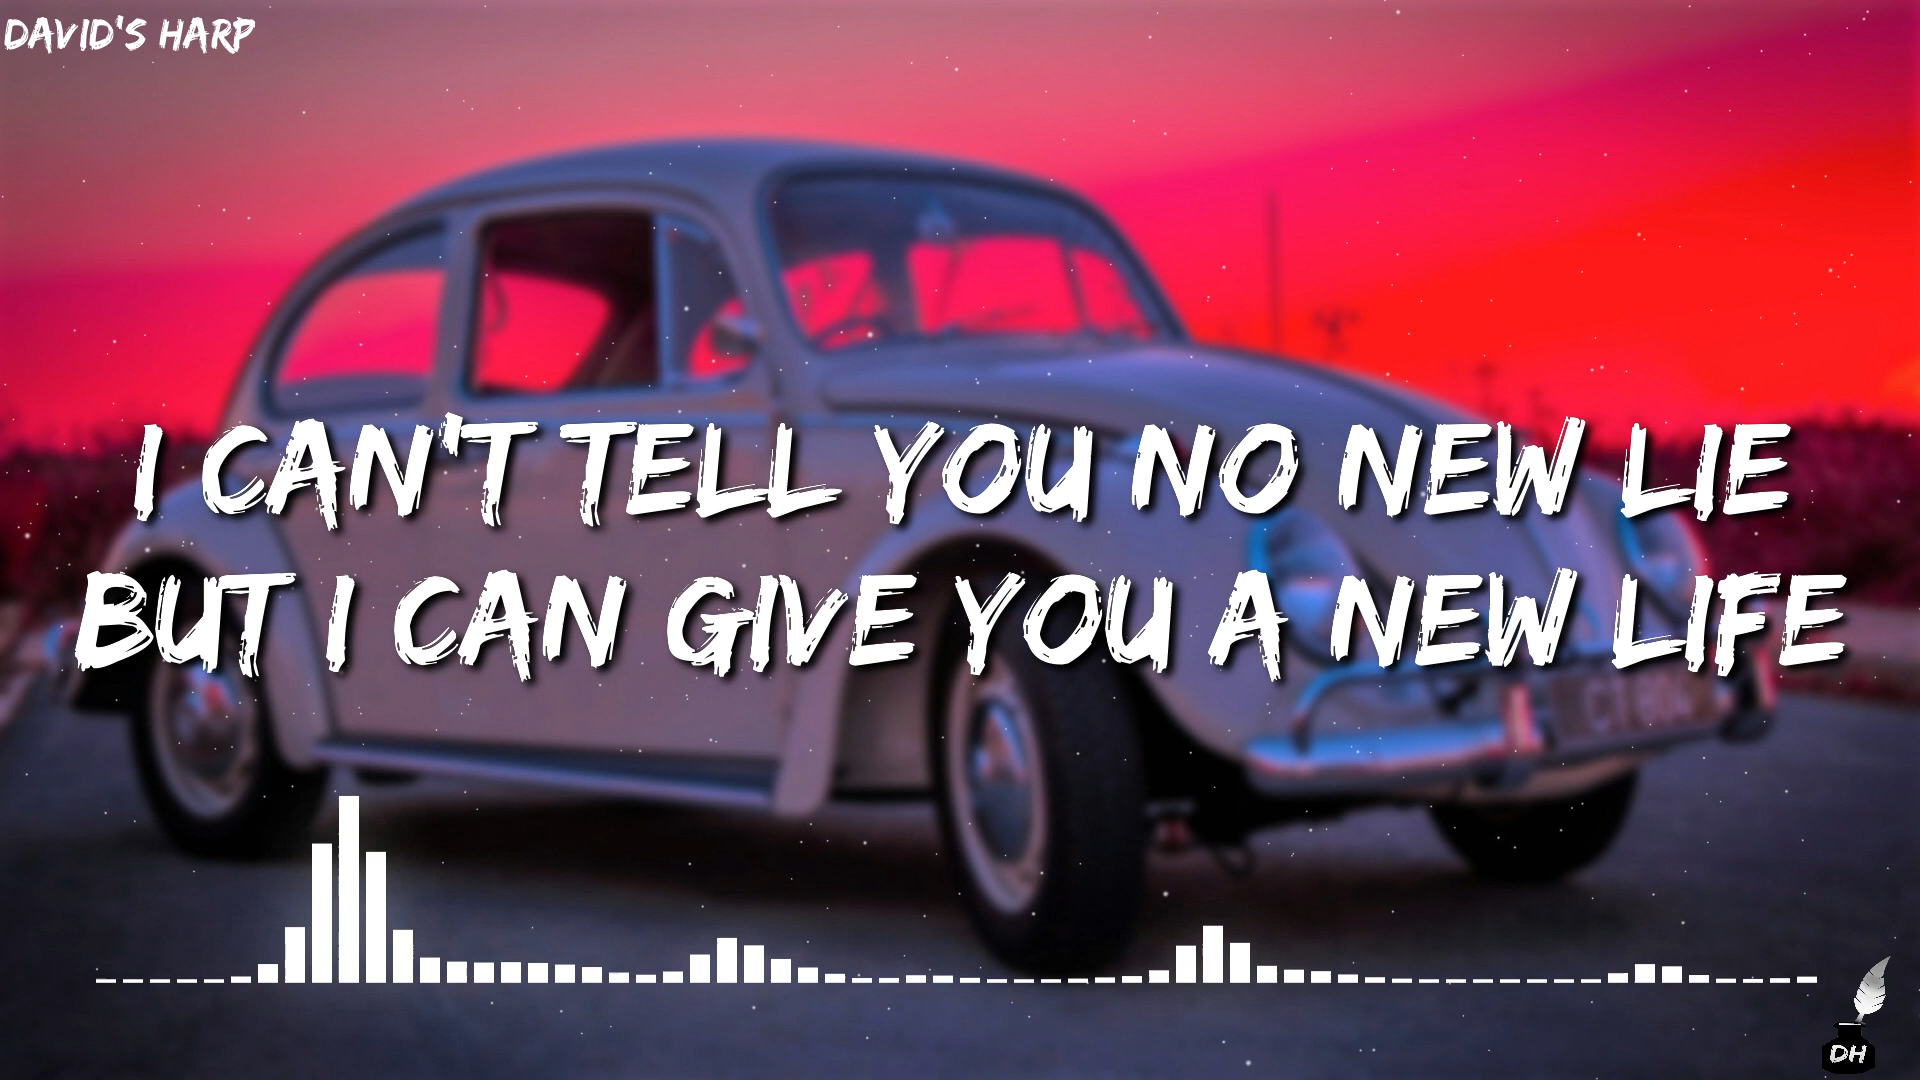 DAVID'S HARP
I CAN'T TELL YOU NO NEW LIE
BUT I CAN GIVE YOU A NEW LIFE
DH